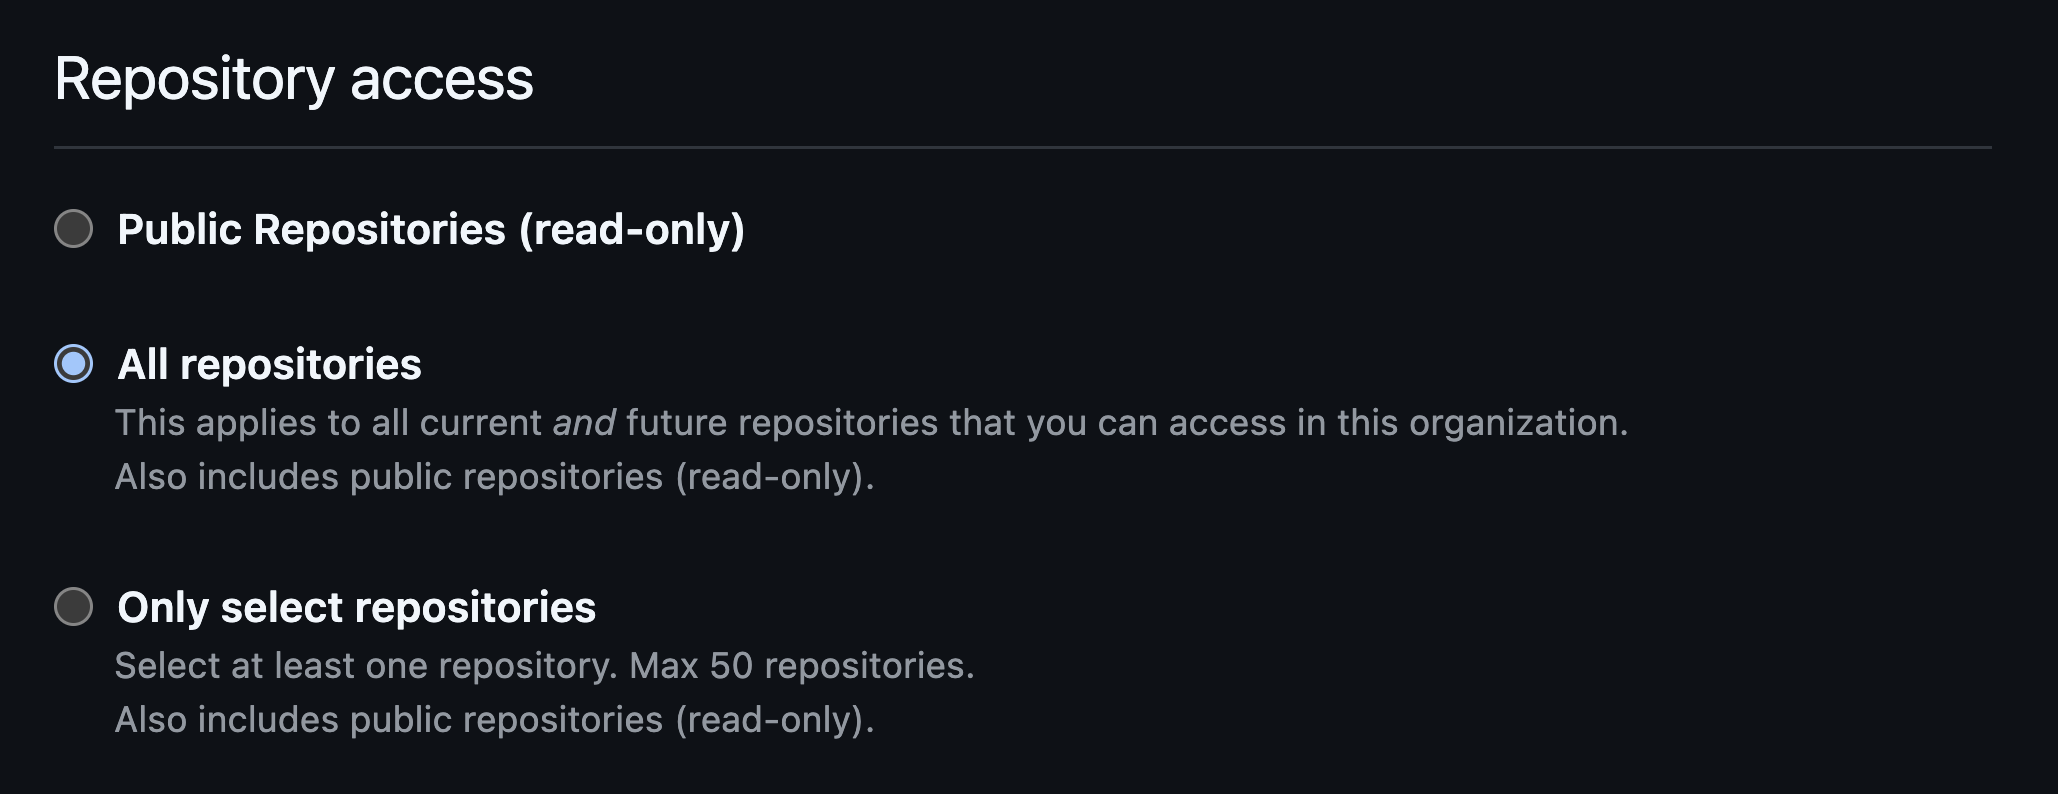 Repository access
Public Repositories (read-only)
All repositories
This applies to all current and future repositories that you can access in this organization.
Also includes public repositories (read-only).
Only select repositories
Select at least one repository. Max 50 repositories.
Also includes public repositories (read-only).